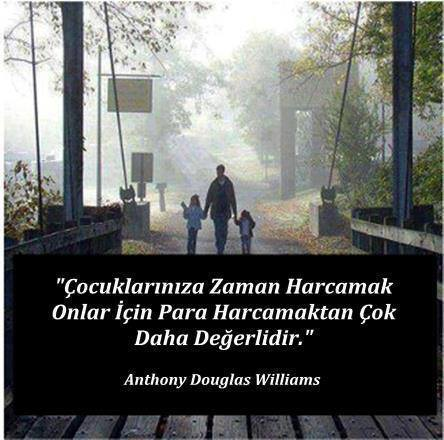 "Çocuklarınıza Zaman Harcamak
Onlar İçin Para Harcamaktan Çok
Daha Değerlidir."
Anthony Douglas Williams